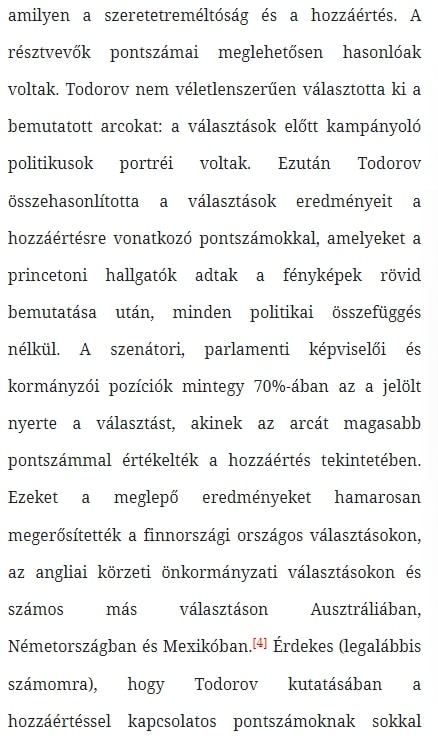 amilyen a szeretetreméltóság és a hozzáértés. A
résztvevők pontszámai meglehetősen hasonlóak
voltak. Todorov nem véletlenszerűen választotta ki a
bemutatott arcokat: a választások előtt kampányoló
politikusok portréi voltak. Ezután Todorov
összehasonlította a választások eredményeit a
hozzáértésre vonatkozó pontszámokkal, amelyeket a
princetoni hallgatók adtak a fényképek rövid
bemutatása után, minden politikai összefüggés
nélkül. A szenátori, parlamenti képviselői és
kormányzói pozíciók mintegy 70%-ában az a jelölt
nyerte a választást, akinek az arcát magasabb
pontszámmal értékelték a hozzáértés tekintetében.
Ezeket a meglepő eredményeket hamarosan
megerősítették a finnországi országos választásokon,
az angliai körzeti önkormányzati választásokon és
számos más választáson Ausztráliában,
Németországban és Mexikóban.[4] Érdekes (legalábbis
számomra), hogy Todorov kutatásában a
hozzáértéssel kapcsolatos pontszámoknak sokkal